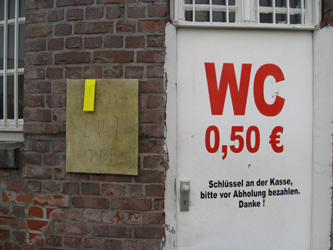 WC
0,50 €
Schlüssel an der Kasse,
bitte vor Abholung bezahlen.
Danke !